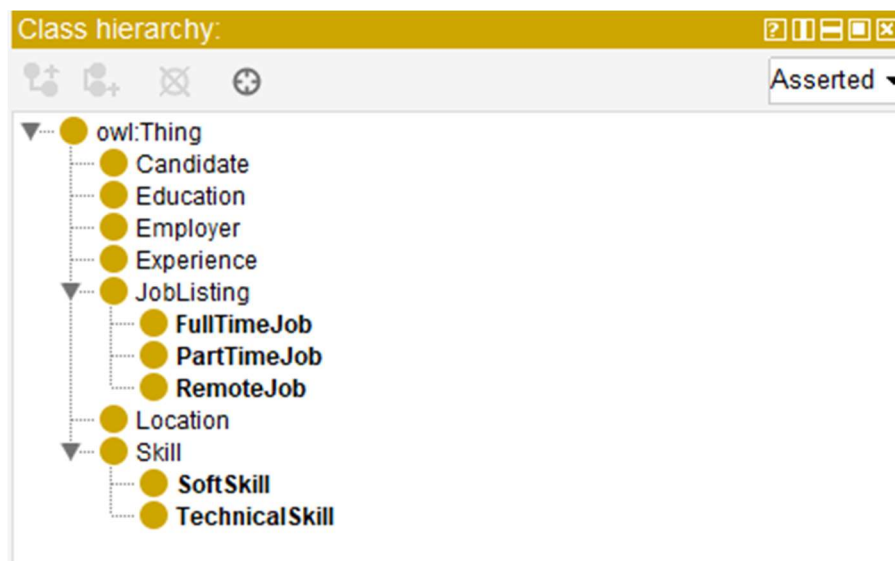 Class hierarchy:
Asserted
owl:Thing
Candidate
Education
Employer
Experience
JobListing
FullTimeJob
PartTimeJob
RemoteJob
Location
Skill
SoftSkill
TechnicalSkill